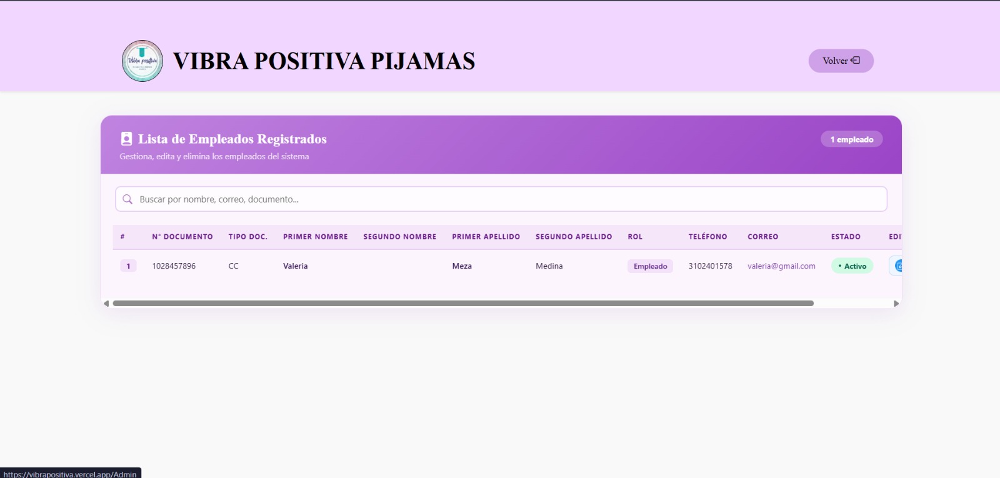 Vibra positiva
VIBRA POSITIVA PIJAMAS
Volver
Lista de Empleados Registrados
1 empleado
Gestiona, edita y elimina los empleados del sistema
Buscar por nombre, correo, documento...
# N° DOCUMENTO TIPO DOC. PRIMER NOMBRE SEGUNDO NOMBRE PRIMER APELLIDO SEGUNDO APELLIDO ROL TELÉFONO CORREO ESTADO EDI
1 1028457896 CC Valeria Meza Medina Empleado 3102401578 valeria@gmail.com • Activo
https://vibrapositiva.vercel.app/Admin